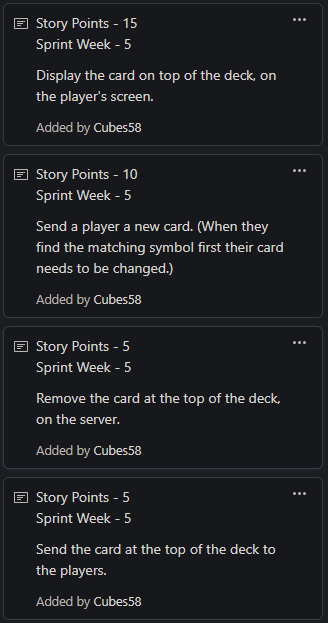 Story Points - 15
Sprint Week - 5
Display the card on top of the deck, on
the player's screen.
Added by Cubes58
Story Points - 10
Sprint Week - 5
Send a player a new card. (When they
find the matching symbol first their card
needs to be changed.)
Added by Cubes58
Story Points - 5
Sprint Week - 5
Remove the card at the top of the deck,
on the server.
Added by Cubes58
Story Points - 5
Sprint Week - 5
Send the card at the top of the deck to
the players.
Added by Cubes58